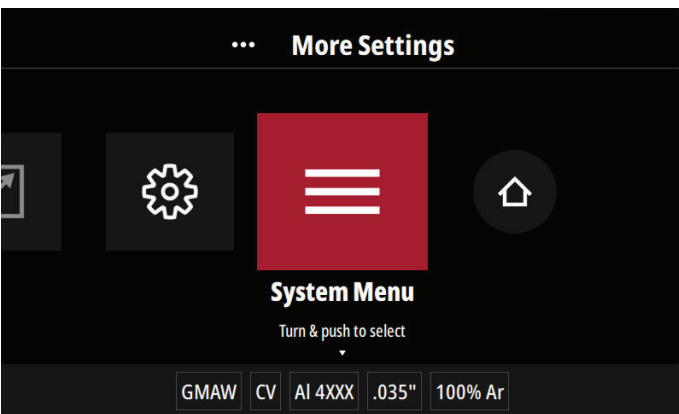 ... More Settings
System Menu
Turn & push to select
GMAW CV Al 4XXX .035" 100% Ar